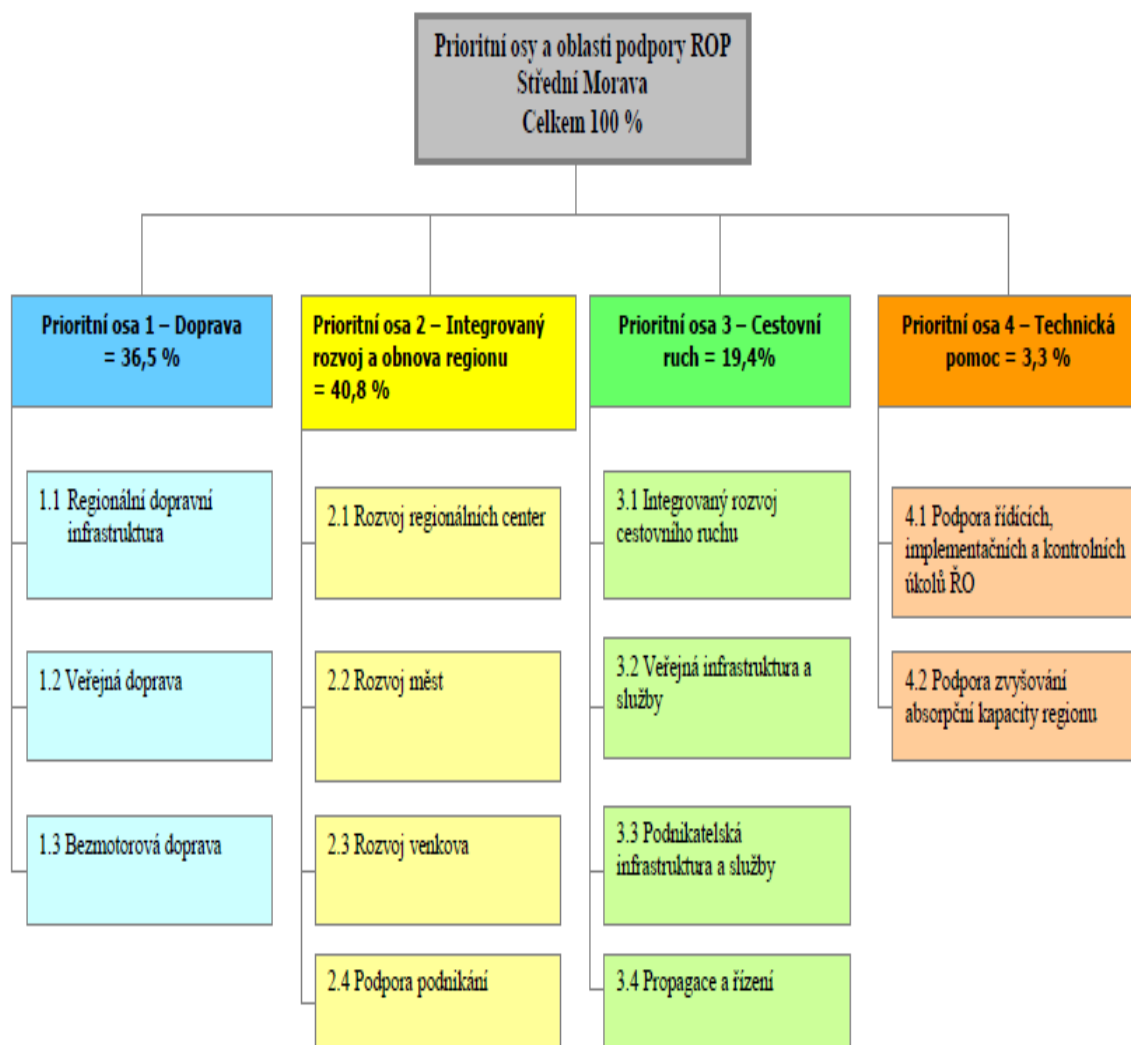 Prioritní osy a oblasti podpory ROP
Střední Morava
Celkem 100 %
Prioritní osa 1 – Doprava
= 36,5 %
Prioritní osa 2 – Integrovaný
rozvoj a obnova regionu
= 40,8 %
Prioritní osa 3 – Cestovní
ruch = 19,4%
Prioritní osa 4 – Technická
pomoc = 3,3 %
1.1 Regionální dopravní
infrastruktura
1.2 Veřejná doprava
1.3 Bezmotorová doprava
2.1 Rozvoj regionálních center
2.2 Rozvoj měst
2.3 Rozvoj venkova
2.4 Podpora podnikání
3.1 Integrovaný rozvoj
cestovního ruchu
3.2 Veřejná infrastruktura a
služby
3.3 Podnikatelská
infrastruktura a služby
3.4 Propagace a řízení
4.1 Podpora řídících,
implementačních a kontrolních
úkolů ŘO
4.2 Podpora zvyšování
absorpční kapacity regionu